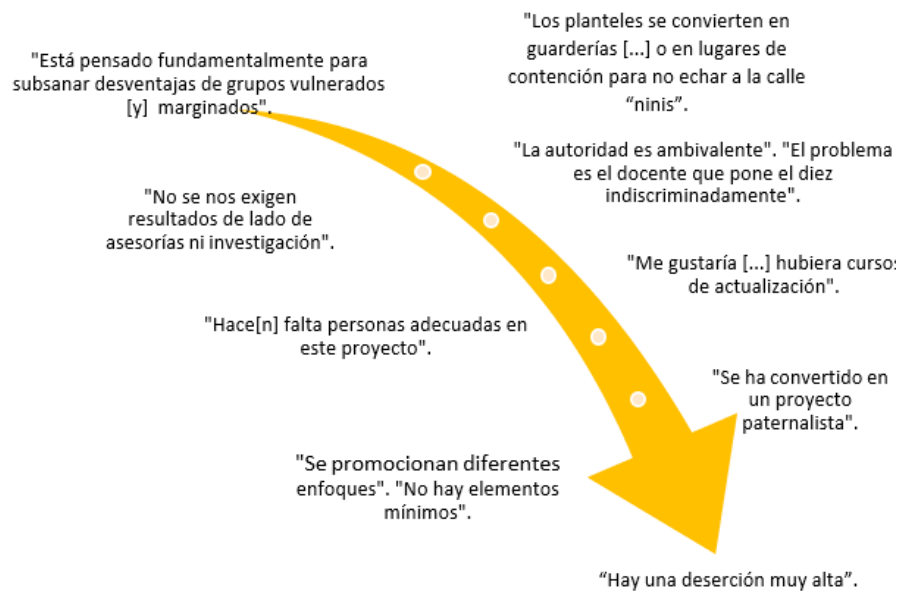 "Los planteles se convierten en
guarderías [...] o en lugares de
contención para no echar a la calle
“ninis”.
"Está pensado fundamentalmente para
subsanar desventajas de grupos vulnerados
[y]  marginados".
"La autoridad es ambivalente". "El problema
es el docente que pone el diez
indiscriminadamente".
"No se nos exigen
resultados de lado de
asesorías ni investigación".
"Me gustaría [...] hubiera cursos
de actualización".
"Hace[n] falta personas adecuadas en
este proyecto".
"Se ha convertido en
un proyecto
paternalista".
"Se promocionan diferentes
enfoques". "No hay elementos
mínimos".
“Hay una deserción muy alta”.